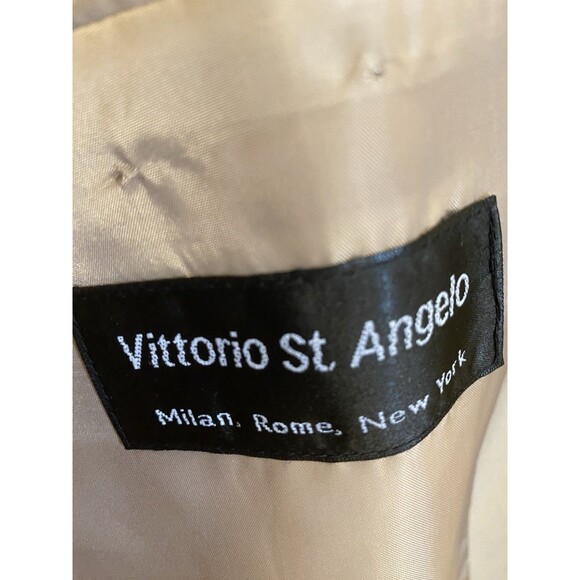 Vittorio St. Angelo
Milan, Rome, New York